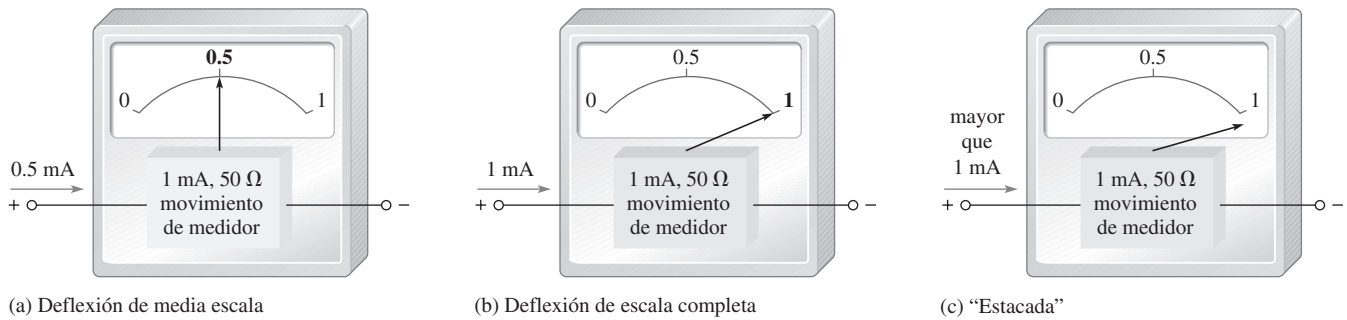 0.5
0
1
0.5 mA
1 mA, 50 Ω
movimiento
de medidor
+
–
(a) Deflexión de media escala
0.5
0
1
1 mA
1 mA, 50 Ω
movimiento
de medidor
+
–
(b) Deflexión de escala completa
0.5
0
1
mayor
que
1 mA
1 mA, 50 Ω
movimiento
de medidor
+
–
(c) “Estacada”